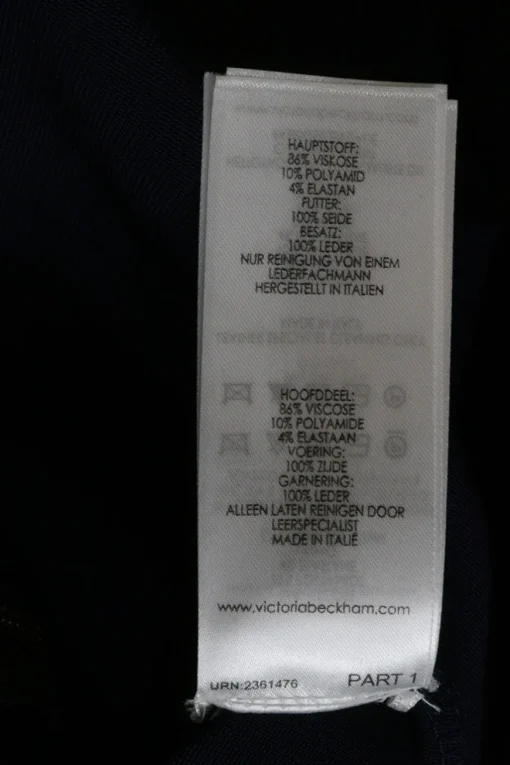 HAUPTSTOFF:
86% VISKOSE
10% POLYAMID
4% ELASTAN
FUTTER:
100% SEIDE
BESATZ:
100% LEDER
NUR REINIGUNG VON EINEM
LEDERFACHMANN
HERGESTELLT IN ITALIEN
HOOFDDEEL:
86% VISCOSE
10% POLYAMIDE
4% ELASTAAN
VOERING:
100% ZIJDE
GARNERING:
100% LEDER
ALLEEN LATEN REINIGEN DOOR
LEERSPECIALIST
MADE IN ITALIË
www.victoriabeckham.com
URN:2361476
PART 1